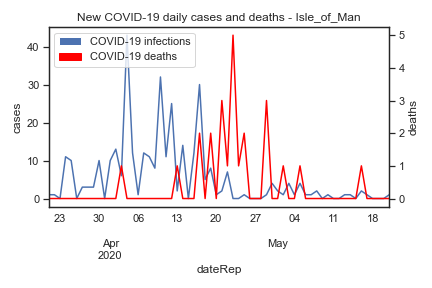 New COVID-19 daily cases and deaths - Isle_of_Man
COVID-19 infections
COVID-19 deaths
cases
40
30
20
10
0
deaths
5
4
3
2
1
0
23 30 06 13 20 27 04 11 18
Apr May
2020
dateRep